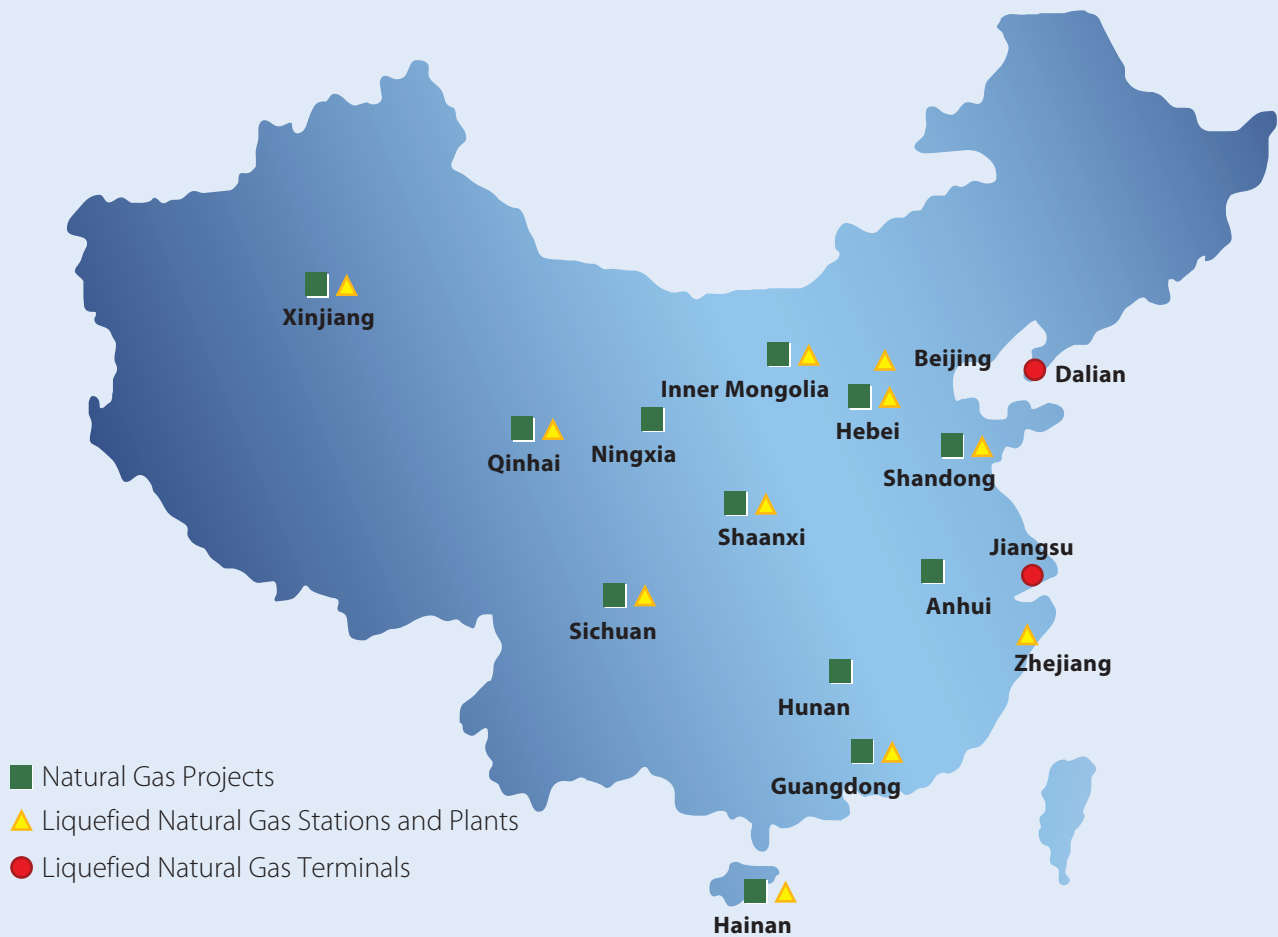 Xinjiang
Beijing
Inner Mongolia
Dalian
Hebei
Ningxia
Qinhai
Shandong
Shaanxi
Jiangsu
Anhui
Sichuan
Zhejiang
Hunan
Natural Gas Projects
Guangdong
Liquefied Natural Gas Stations and Plants
Liquefied Natural Gas Terminals
Hainan